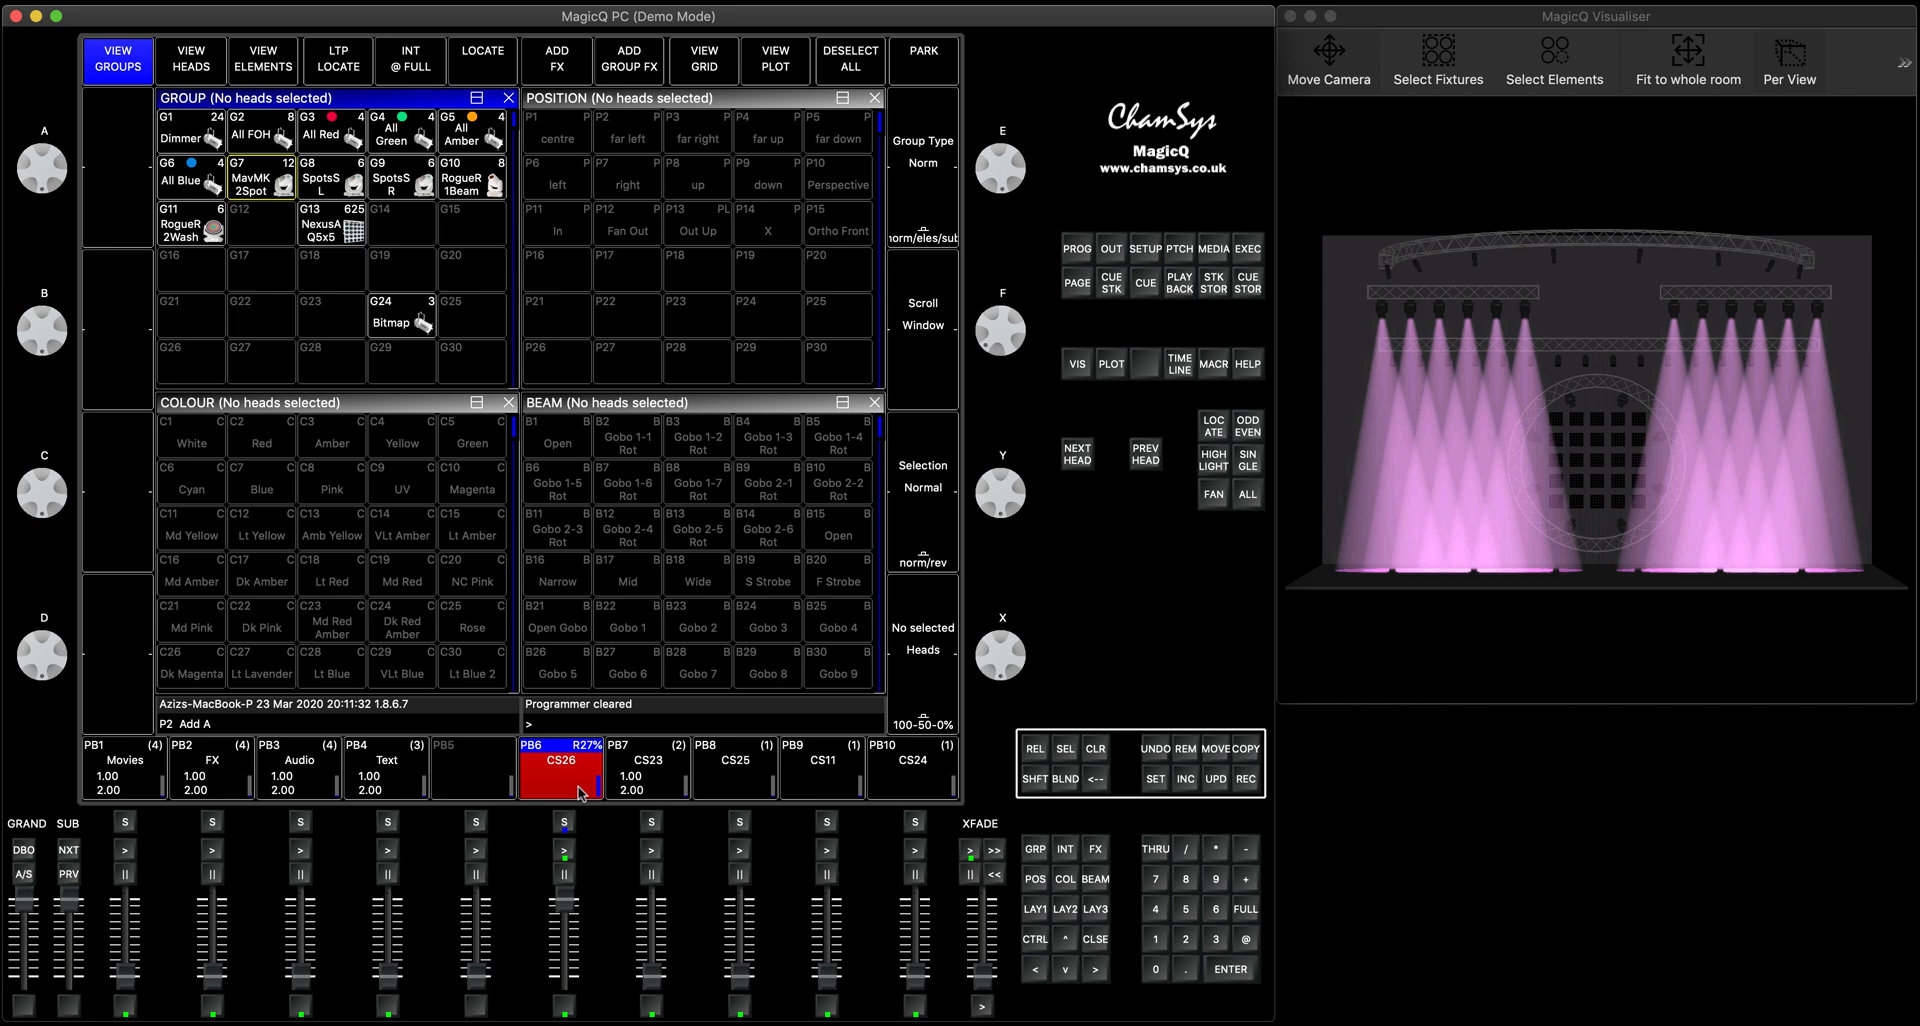 MagicQ PC (Demo Mode)
MagicQ Visualiser
VIEW GROUPS
VIEW HEADS
VIEW ELEMENTS
LTP LOCATE
INT @ FULL
LOCATE
ADD FX
ADD GROUP FX
VIEW GRID
VIEW PLOT
DESELECT ALL
PARK
Move Camera
Select Fixtures
Select Elements
Fit to whole room
Per View
»
GROUP (No heads selected)
G1 24 Dimmer
G2 8 All FOH
G3 4 All Red
G4 4 All Green
G5 4 All Amber
G6 4 All Blue
G7 12 MavMK 2Spot
G8 6 SpotsS L
G9 6 SpotsS R
G10 8 RogueR 1Beam
G11 6 RogueR 2Wash
G12
G13 625 NexusA Q5x5
G14
G15
G16
G17
G18
G19
G20
G21
G22
G23
G24 3 Bitmap
G25
G26
G27
G28
G29
G30
POSITION (No heads selected)
P1 P centre
P2 P far left
P3 P far right
P4 P far up
P5 P far down
P6 P left
P7 P right
P8 P up
P9 P down
P10 P Perspective
P11 P In
P12 P Fan Out
P13 PL Out Up
P14 P X
P15 P Ortho Front
P16
P17
P18
P19
P20
P21
P22
P23
P24
P25
P26
P27
P28
P29
P30
COLOUR (No heads selected)
C1 C White
C2 C Red
C3 C Amber
C4 C Yellow
C5 C Green
C6 C Cyan
C7 C Blue
C8 C Pink
C9 C UV
C10 C Magenta
C11 C Md Yellow
C12 C Lt Yellow
C13 C Amb Yellow
C14 C VLt Amber
C15 C Lt Amber
C16 C Md Amber
C17 C Dk Amber
C18 C Lt Red
C19 C Md Red
C20 C NC Pink
C21 C Md Pink
C22 C Dk Pink
C23 C Md Red Amber
C24 C Dk Red Amber
C25 C Rose
C26 C Dk Magenta
C27 C Lt Lavender
C28 C Lt Blue
C29 C VLt Blue
C30 C Lt Blue 2
BEAM (No heads selected)
B1 B Open
B2 B Gobo 1-1 Rot
B3 B Gobo 1-2 Rot
B4 B Gobo 1-3 Rot
B5 B Gobo 1-4 Rot
B6 B Gobo 1-5 Rot
B7 B Gobo 1-6 Rot
B8 B Gobo 1-7 Rot
B9 B Gobo 2-1 Rot
B10 B Gobo 2-2 Rot
B11 B Gobo 2-3 Rot
B12 B Gobo 2-4 Rot
B13 B Gobo 2-5 Rot
B14 B Gobo 2-6 Rot
B15 B Open
B16 B Narrow
B17 B Mid
B18 B Wide
B19 B S Strobe
B20 B F Strobe
B21 B Open Gobo
B22 B Gobo 1
B23 B Gobo 2
B24 B Gobo 3
B25 B Gobo 4
B26 B Gobo 5
B27 B Gobo 6
B28 B Gobo 7
B29 B Gobo 8
B30 B Gobo 9
Group Type
Norm
norm/eles/sub
Scroll
Window
Selection
Normal
norm/rev
No selected
Heads
100-50-0%
A
B
C
D
E
F
Y
X
Azizs-MacBook-P 23 Mar 2020 20:11:32 1.8.6.7
Programmer cleared
P2 Add A
>
PB1 (4) Movies 1.00 2.00
PB2 (4) FX 1.00 2.00
PB3 (4) Audio 1.00 2.00
PB4 (3) Text 1.00 2.00
PB5
PB6 R27% CS26
PB7 (2) CS23 1.00 2.00
PB8 (1) CS25
PB9 (1) CS11
PB10 (1) CS24
GRAND SUB
S S S S S S S S S S
XFADE
DBO NXT > > > > > > > > > > > >>
A/S PRV || || || || || || || || || || || <<
>
ChamSys
MagicQ
www.chamsys.co.uk
PROG OUT SETUP PTCH MEDIA EXEC
PAGE CUE STK CUE PLAY BACK STK STOR CUE STOR
VIS PLOT TIME LINE MACR HELP
LOC ATE ODD EVEN
NEXT HEAD PREV HEAD HIGH LIGHT SIN GLE
FAN ALL
REL SEL CLR UNDO REM MOVE COPY
SHFT BLND <-- SET INC UPD REC
GRP INT FX THRU / * -
POS COL BEAM 7 8 9 +
LAY1 LAY2 LAY3 4 5 6 FULL
CTRL ^ CLSE 1 2 3 @
< v > 0 . ENTER